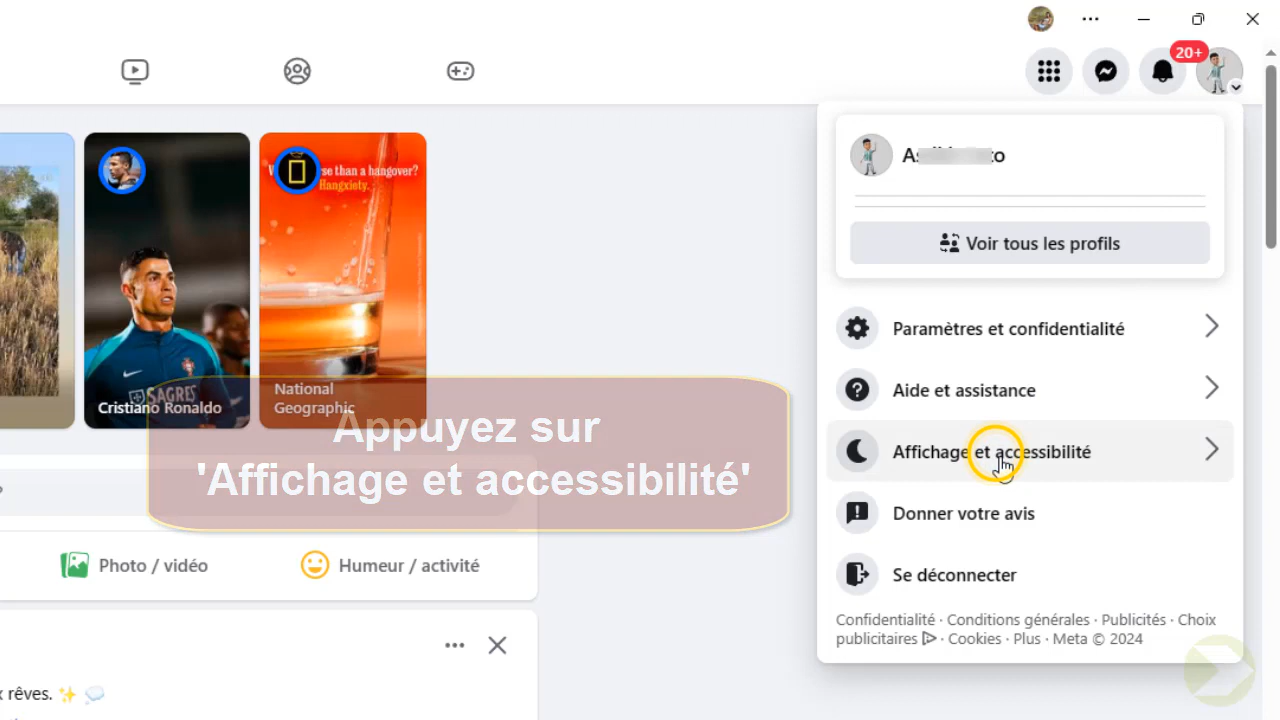 20+
se than a hangover?
Hangxiety.
Cristiano Ronaldo
National
Geographic
SAGRES
Voir tous les profils
Paramètres et confidentialité
Aide et assistance
Affichage et accessibilité
Donner votre avis
Se déconnecter
Confidentialité · Conditions générales · Publicités · Choix
publicitaires · Cookies · Plus · Meta © 2024
Appuyez sur
'Affichage et accessibilité'
Photo / vidéo
Humeur / activité
rêves. ✨ 💭